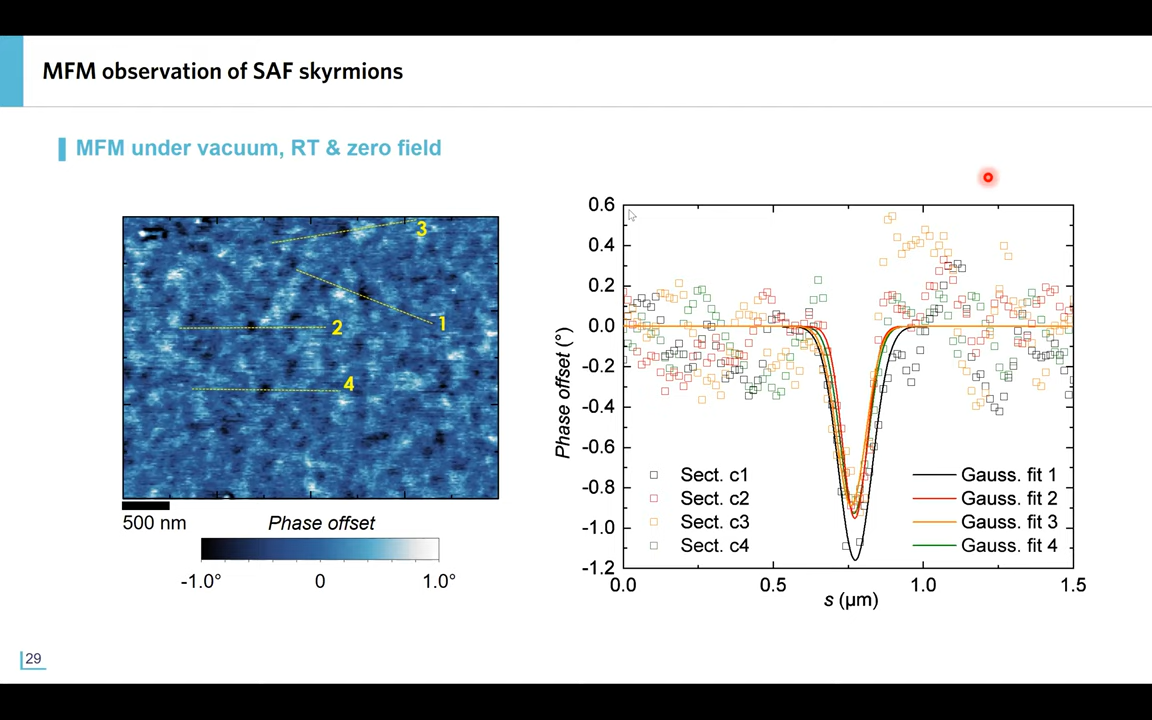 MFM observation of SAF skyrmions
MFM under vacuum, RT & zero field
3
1
2
4
500 nm
Phase offset
-1.0°
0
1.0°
Phase offset (°)
0.6
0.4
0.2
0.0
-0.2
-0.4
-0.6
-0.8
-1.0
-1.2
Sect. c1
Sect. c2
Sect. c3
Sect. c4
Gauss. fit 1
Gauss. fit 2
Gauss. fit 3
Gauss. fit 4
0.0
0.5
1.0
1.5
s (μm)
29